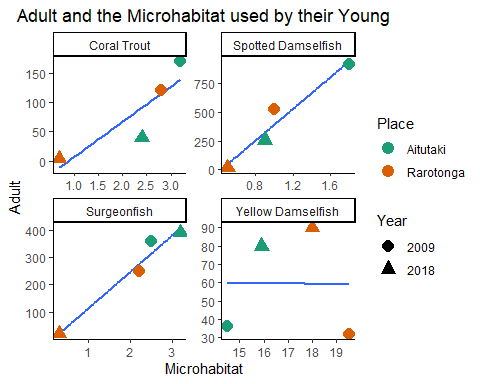 Adult and the Microhabitat used by their Young
Coral Trout
Spotted Damselfish
150
100
50
0
1.0 1.5 2.0 2.5 3.0
750
500
250
0
0.8 1.2 1.6
Surgeonfish
Yellow Damselfish
400
300
200
100
1 2 3
90
80
70
60
50
40
30
15 16 17 18 19
Adult
Microhabitat
Place
Aitutaki
Rarotonga
Year
2009
2018